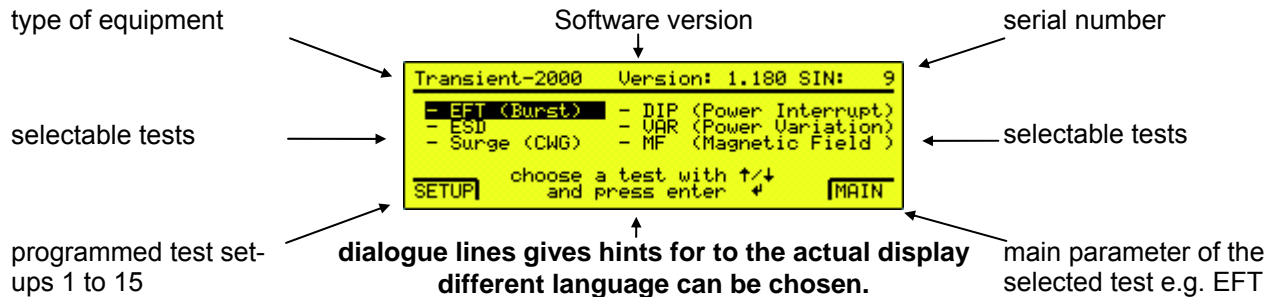 type of equipment
Software version
serial number
Transient-2000 Version: 1.180 SIN: 9
- EFT (Burst) - DIP (Power Interrupt)
- ESD - VAR (Power Variation)
- Surge (CWG) - MF (Magnetic Field )
selectable tests
selectable tests
choose a test with ↑/↓
and press enter ↲
SETUP
MAIN
programmed test set-
ups 1 to 15
dialogue lines gives hints for to the actual display
different language can be chosen.
main parameter of the
selected test e.g. EFT